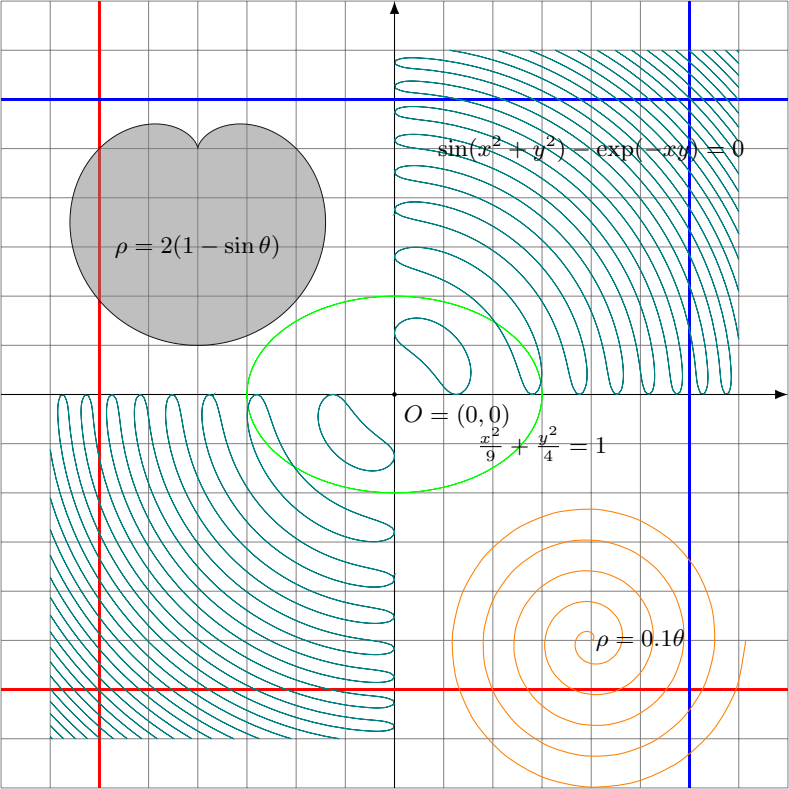 sin(x² + y²) − exp(−xy) = 0
ρ = 2(1 − sin θ)
O = (0, 0)
x²/9 + y²/4 = 1
ρ = 0.1θ